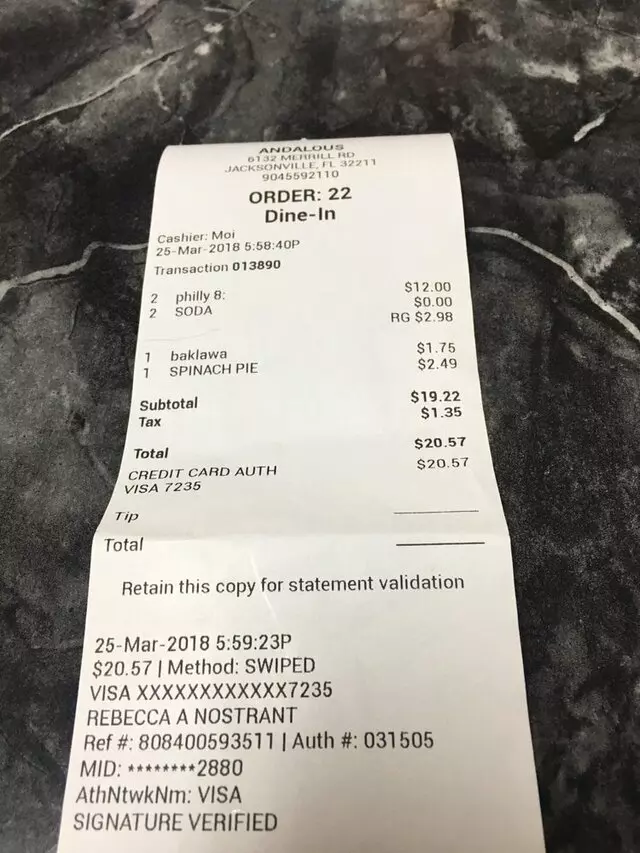 ANDALOUS
6132 MERRILL RD
JACKSONVILLE, FL 32211
9045592110
ORDER: 22
Dine-In
Cashier: Moi
25-Mar-2018 5:58:40P
Transaction 013890
2 philly 8: $12.00
2 SODA $0.00
RG $2.98
1 baklawa $1.75
1 SPINACH PIE $2.49
Subtotal $19.22
Tax $1.35
Total $20.57
CREDIT CARD AUTH $20.57
VISA 7235
Tip
Total
Retain this copy for statement validation
25-Mar-2018 5:59:23P
$20.57 | Method: SWIPED
VISA XXXXXXXXXXXX7235
REBECCA A NOSTRANT
Ref #: 808400593511 | Auth #: 031505
MID: ********2880
AthNtwkNm: VISA
SIGNATURE VERIFIED